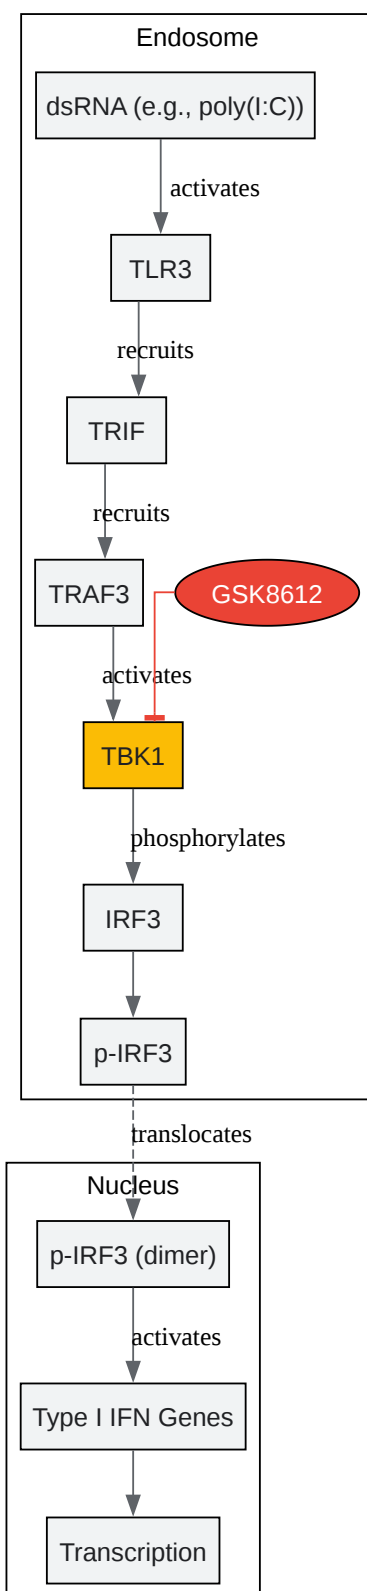 Endosome
dsRNA (e.g., poly(I:C))
activates
TLR3
recruits
TRIF
recruits
TRAF3
GSK8612
activates
TBK1
phosphorylates
IRF3
p-IRF3
translocates
Nucleus
p-IRF3 (dimer)
activates
Type I IFN Genes
Transcription